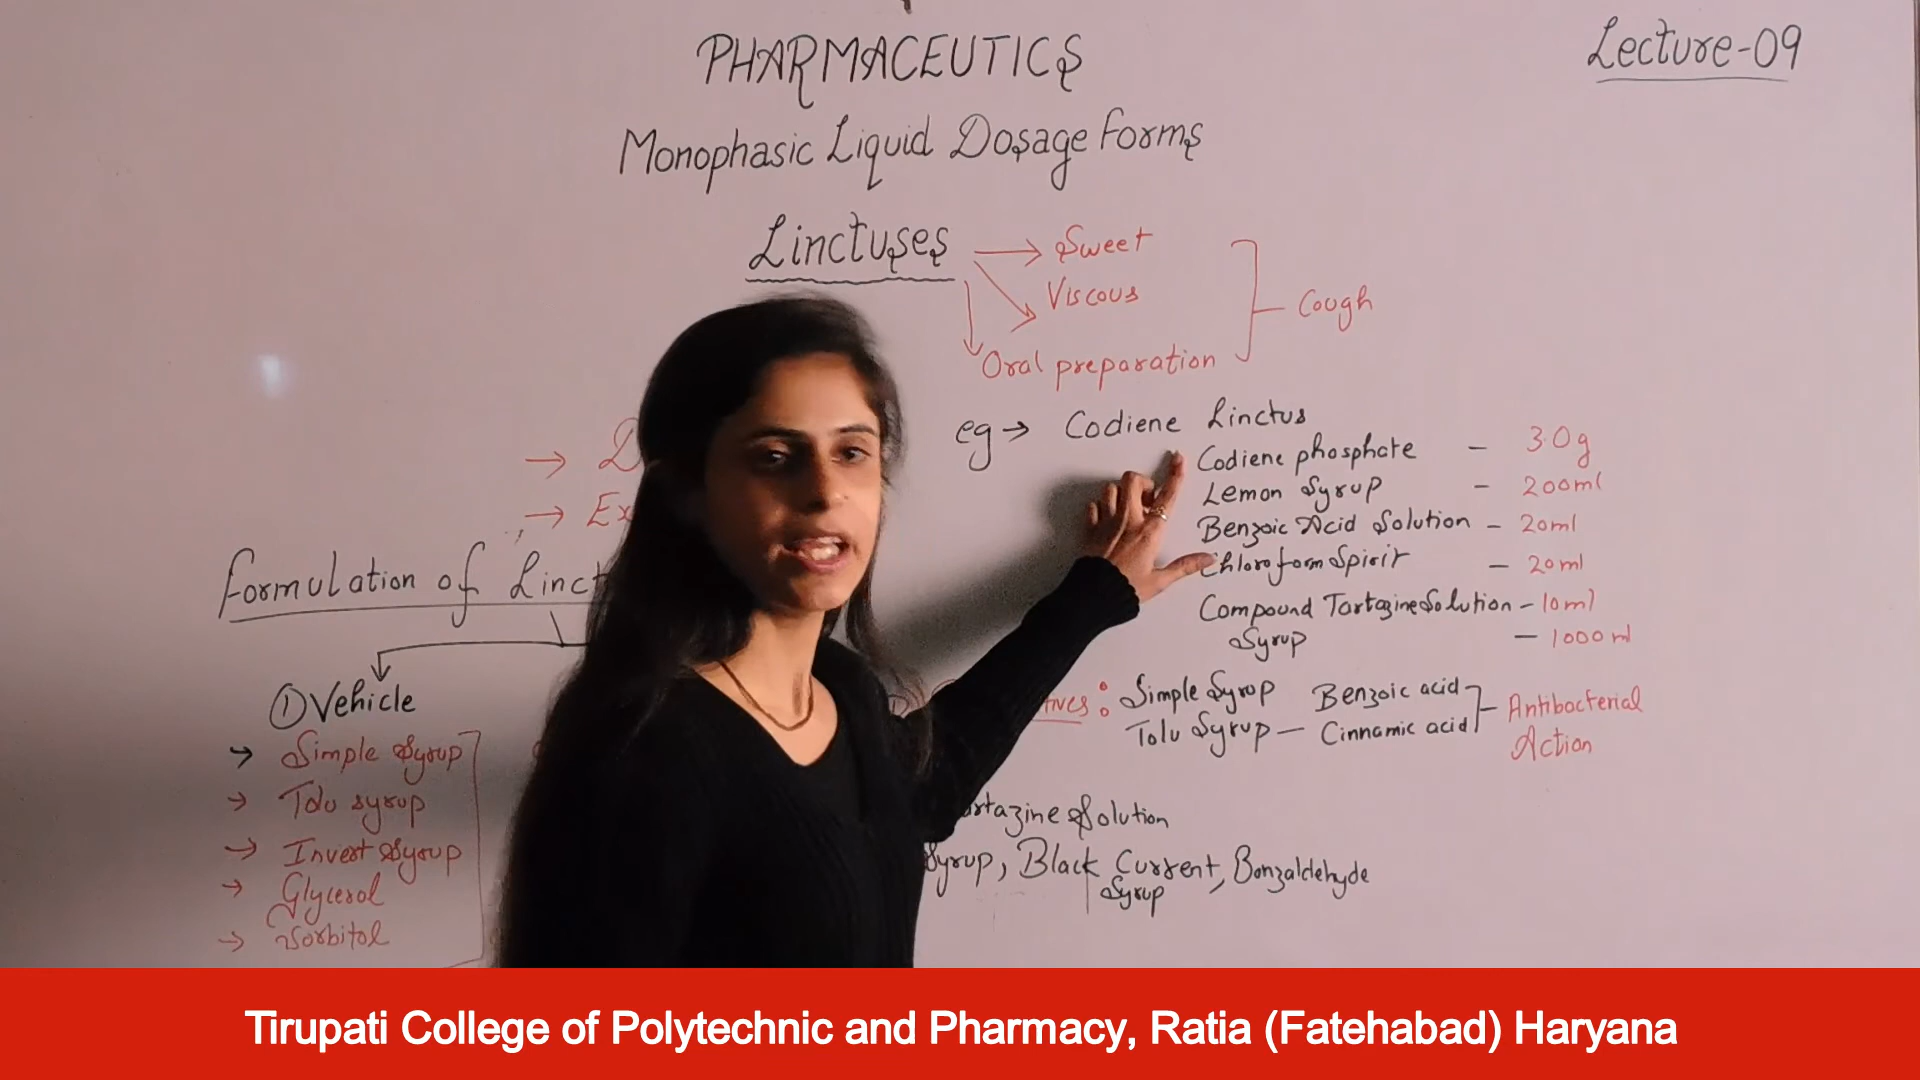 PHARMACEUTICS
Lecture-09
Monophasic Liquid Dosage Forms
Linctuses
Sweet
Viscous
Oral preparation
Cough
eg → Codiene Linctus
Codiene phosphate - 3.0g
Lemon Syrup - 200ml
Benzoic Acid Solution - 20ml
Chloroform Spirit - 20ml
Compound Tartazine Solution - 10ml
Syrup - 1000ml
Formulation of Linct
① Vehicle
→ Simple Syrup
→ Tolu syrup
→ Invert Syrup
→ Glycerol
→ Sorbitol
Simple Syrup Benzoic acid
Tolu Syrup - Cinnamic acid
Antibacterial
Action
artazine Solution
Syrup, Black Current, Benzaldehyde
Syrup
Tirupati College of Polytechnic and Pharmacy, Ratia (Fatehabad) Haryana